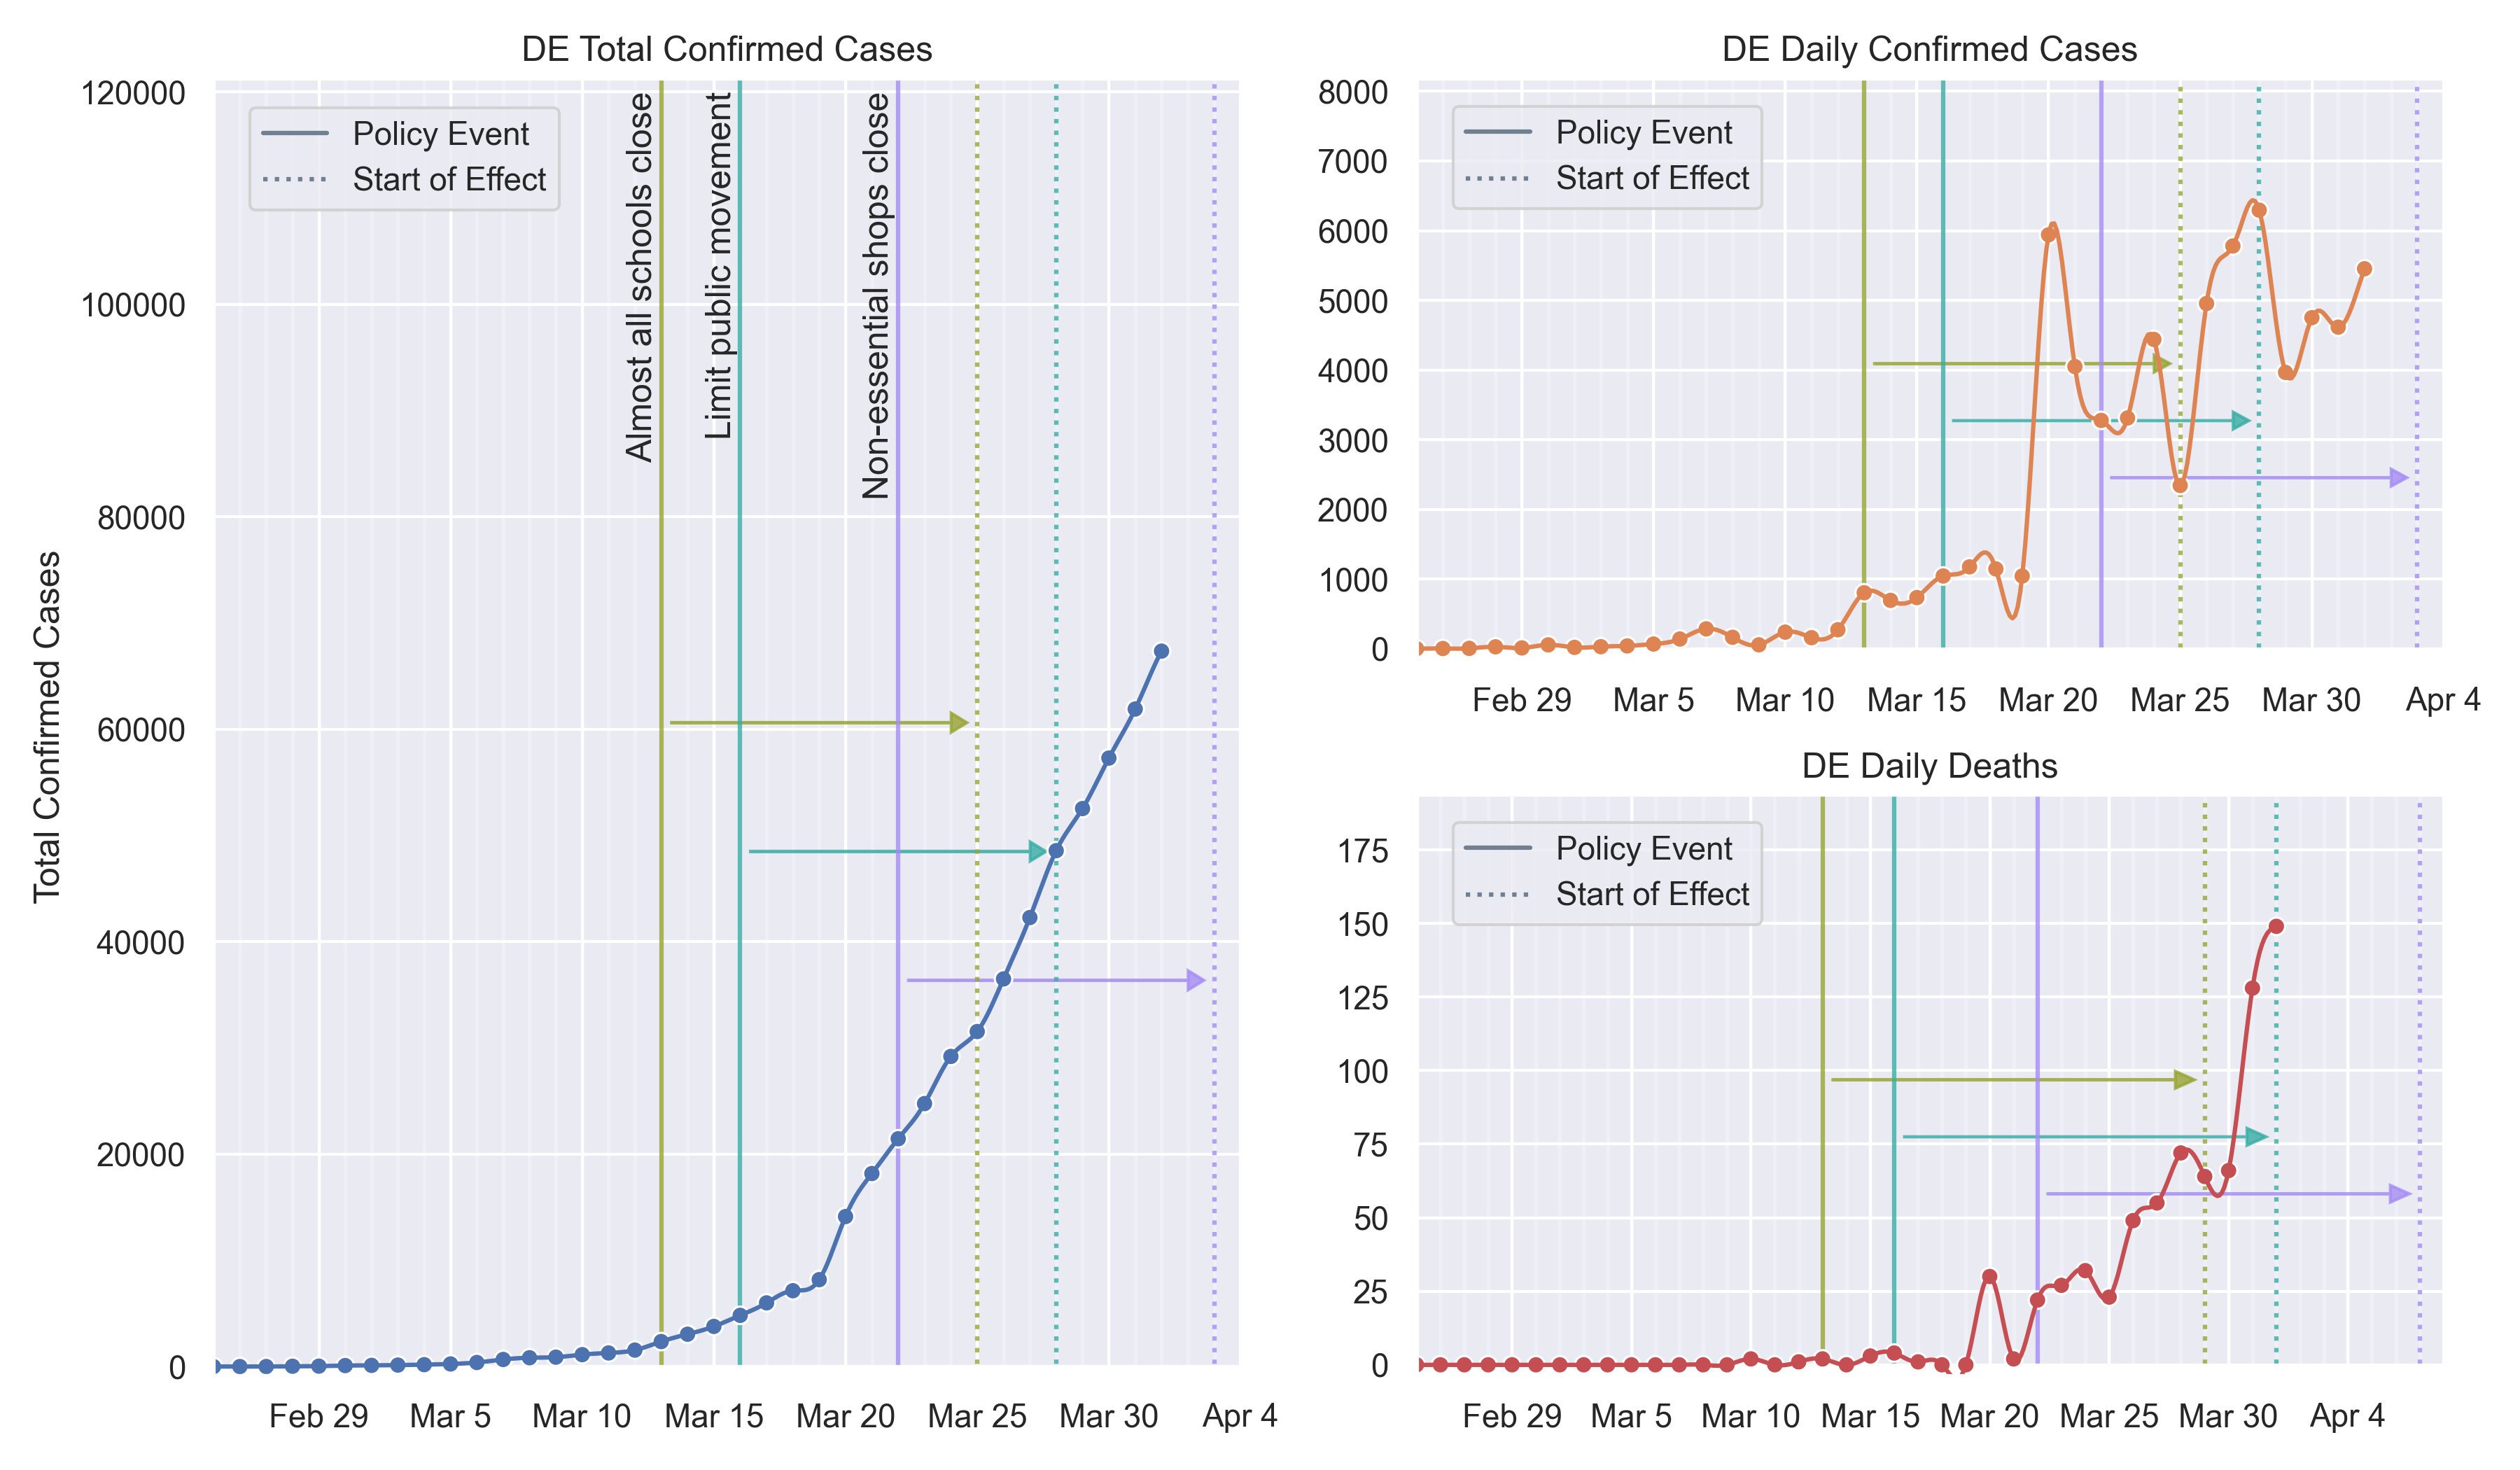 DE Total Confirmed Cases
Total Confirmed Cases
120000
100000
80000
60000
40000
20000
0
Policy Event
Start of Effect
Almost all schools close
Limit public movement
Non-essential shops close
Feb 29
Mar 5
Mar 10
Mar 15
Mar 20
Mar 25
Mar 30
Apr 4
DE Daily Confirmed Cases
8000
7000
6000
5000
4000
3000
2000
1000
0
Policy Event
Start of Effect
Feb 29
Mar 5
Mar 10
Mar 15
Mar 20
Mar 25
Mar 30
Apr 4
DE Daily Deaths
175
150
125
100
75
50
25
0
Policy Event
Start of Effect
Feb 29
Mar 5
Mar 10
Mar 15
Mar 20
Mar 25
Mar 30
Apr 4